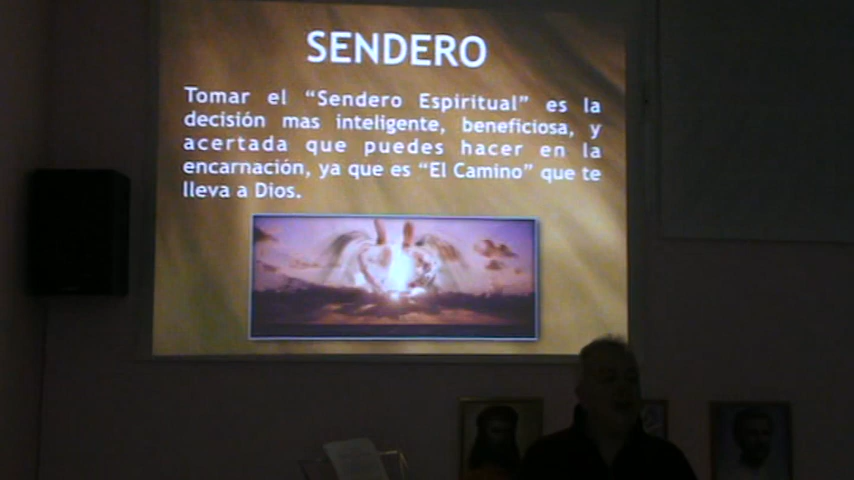 SENDERO
Tomar el “Sendero Espiritual” es la
decisión mas inteligente, beneficiosa, y
acertada que puedes hacer en la
encarnación, ya que es “El Camino” que te
lleva a Dios.